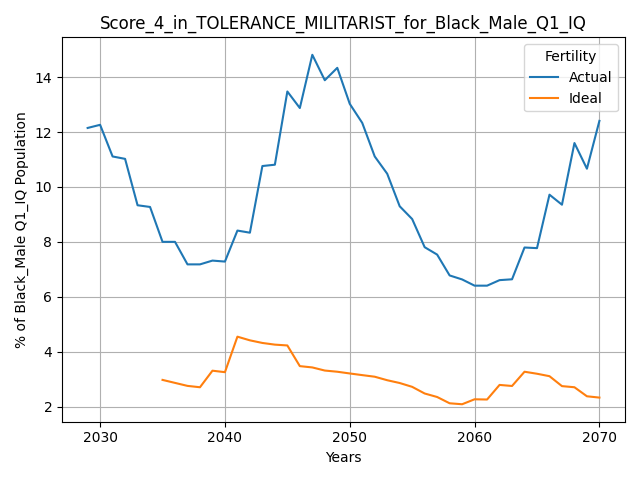 Score_4_in_TOLERANCE_MILITARIST_for_Black_Male_Q1_IQ
Fertility
Actual
Ideal
% of Black_Male Q1_IQ Population
14
12
10
8
6
4
2
2030 2040 2050 2060 2070
Years